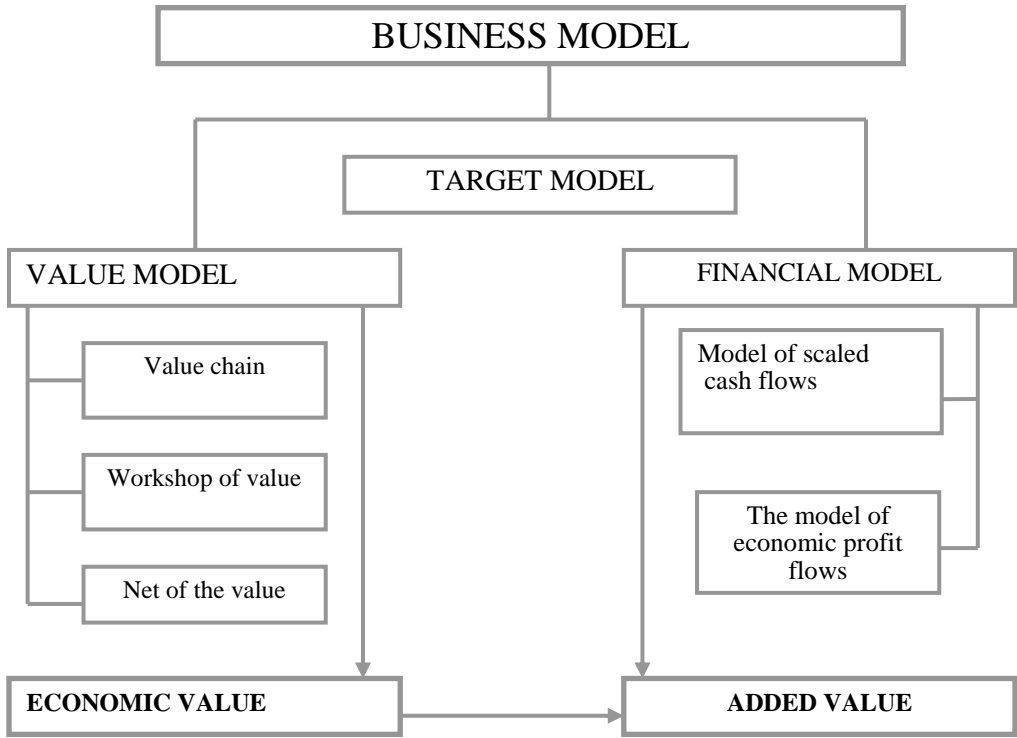 BUSINESS MODEL
TARGET MODEL
VALUE MODEL
FINANCIAL MODEL
Value chain
Model of scaled
cash flows
Workshop of value
The model of
economic profit
flows
Net of the value
ECONOMIC VALUE
ADDED VALUE